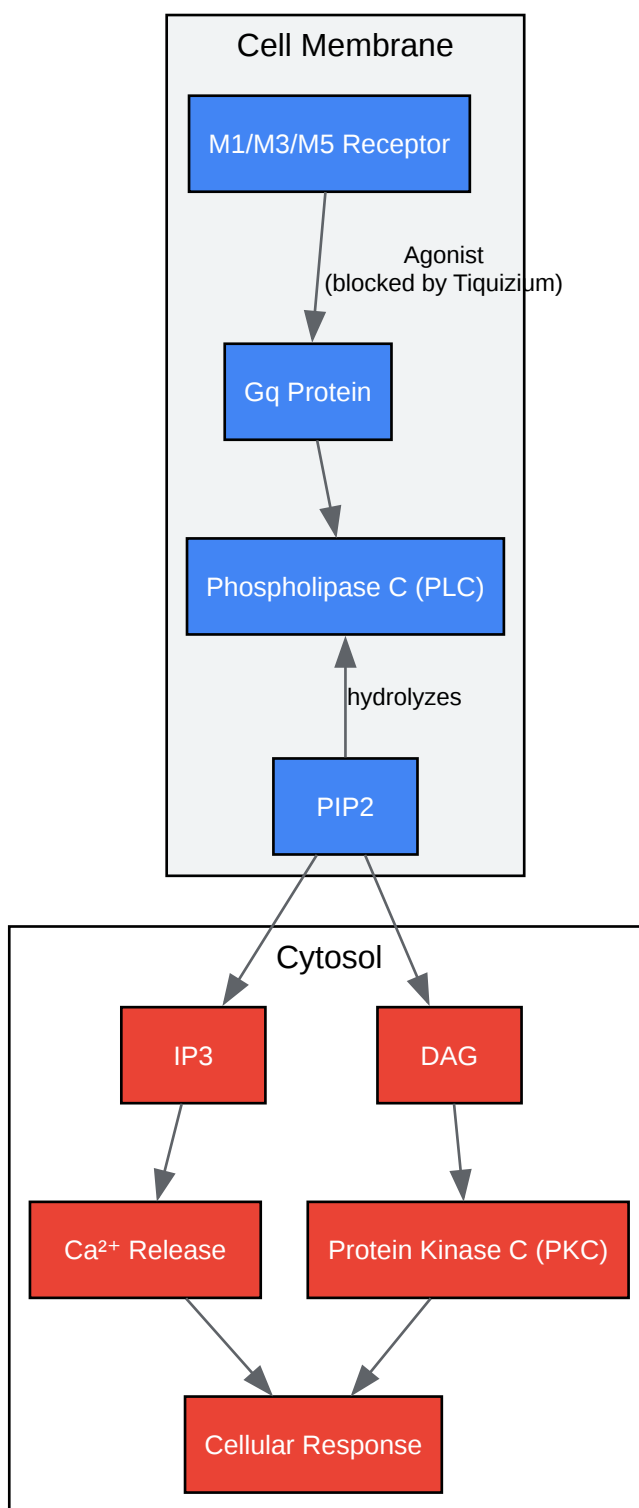 Cell Membrane
M1/M3/M5 Receptor
Agonist
(blocked by Tiquizium)
Gq Protein
Phospholipase C (PLC)
hydrolyzes
PIP2
Cytosol
IP3
DAG
Ca²⁺ Release
Protein Kinase C (PKC)
Cellular Response